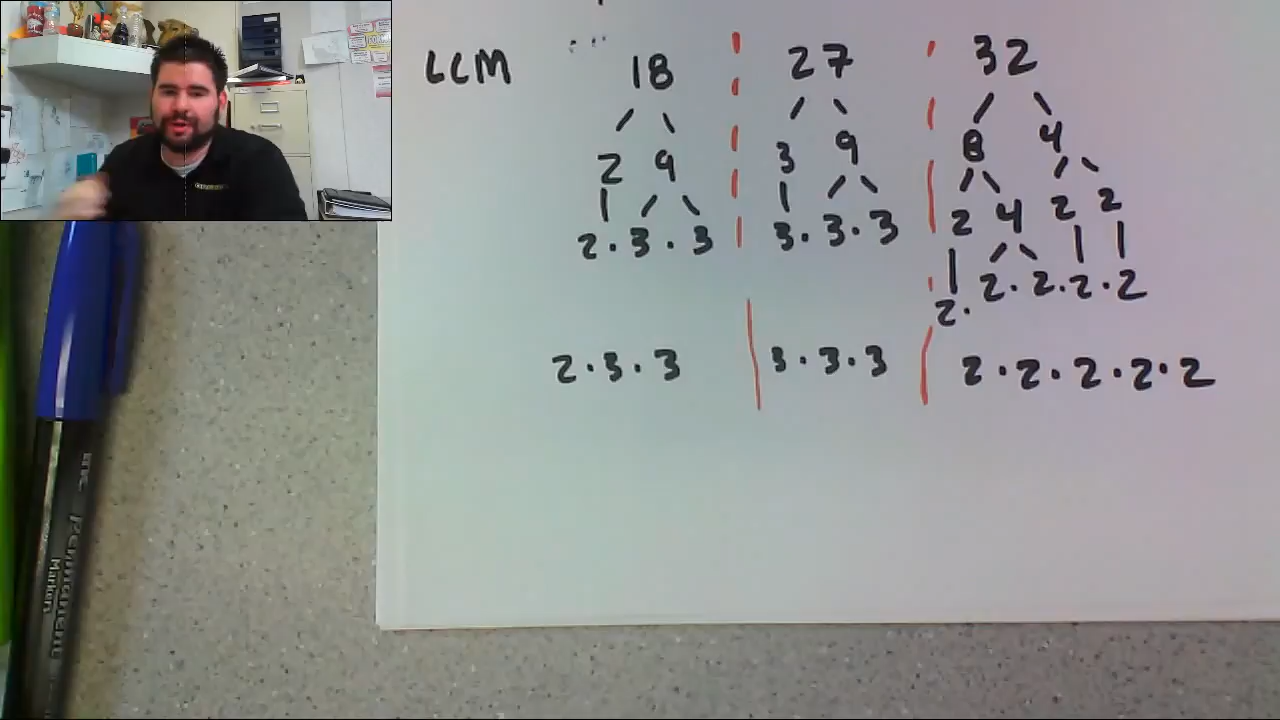 LCM 18 27 32
2 9 3 9 8 4
2 4 2 2
2 · 3 · 3 3 · 3 · 3
2 · 2 · 2 · 2 · 2
2 · 3 · 3 3 · 3 · 3 2 · 2 · 2 · 2 · 2
Permanent
Marker